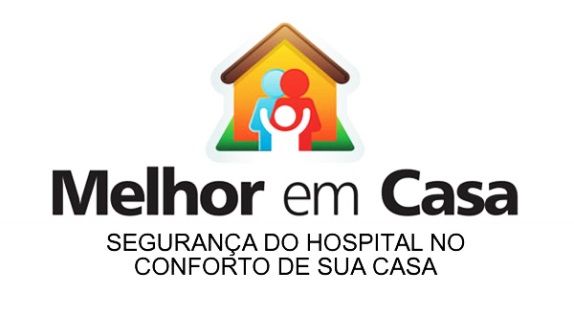 Melhor em Casa
SEGURANÇA DO HOSPITAL NO
CONFORTO DE SUA CASA